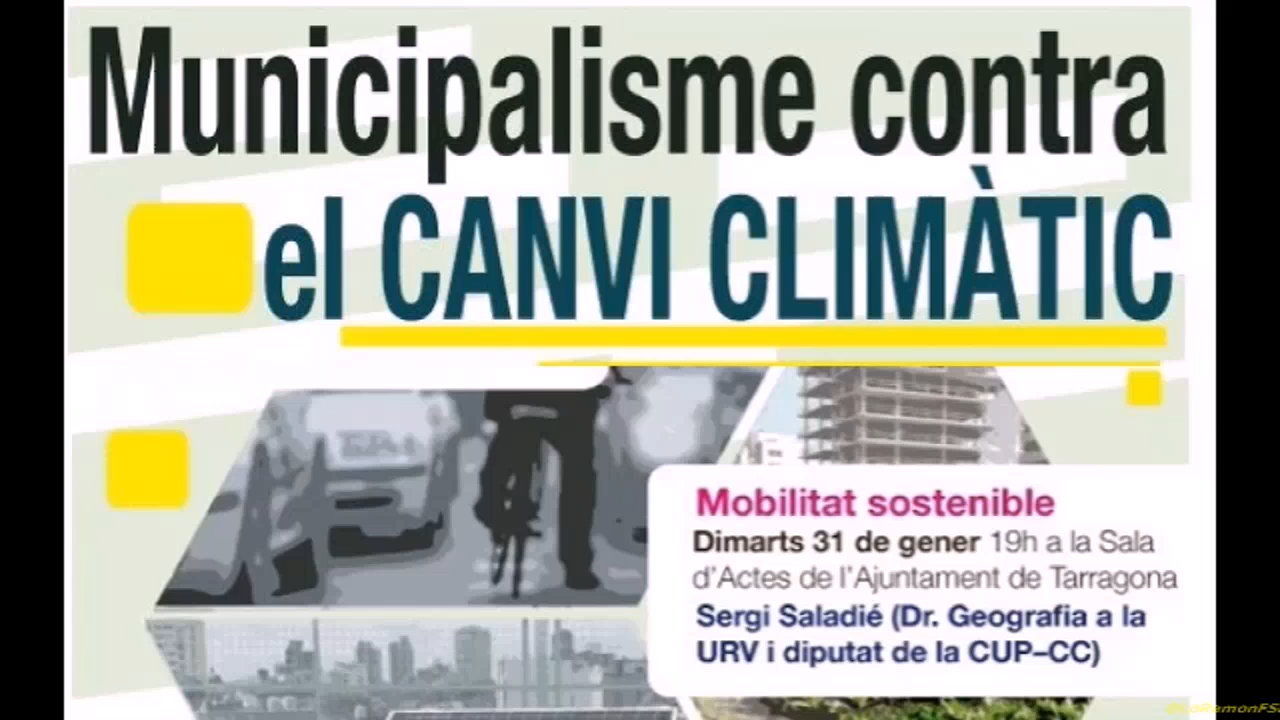 Municipalisme contra
el CANVI CLIMÀTIC
Mobilitat sostenible
Dimarts 31 de gener 19h a la Sala
d'Actes de l'Ajuntament de Tarragona
Sergi Saladié (Dr. Geografia a la
URV i diputat de la CUP–CC)